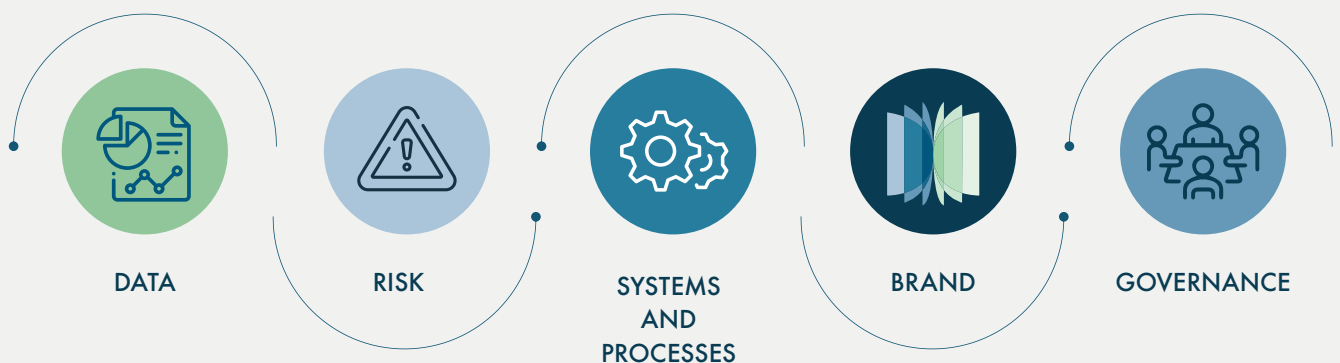 DATA
RISK
SYSTEMS
AND
PROCESSES
BRAND
GOVERNANCE